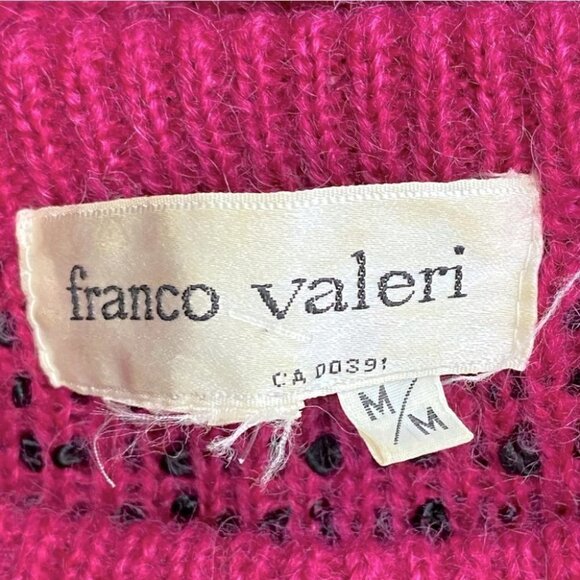 franco valeri
CA 00391
M/M